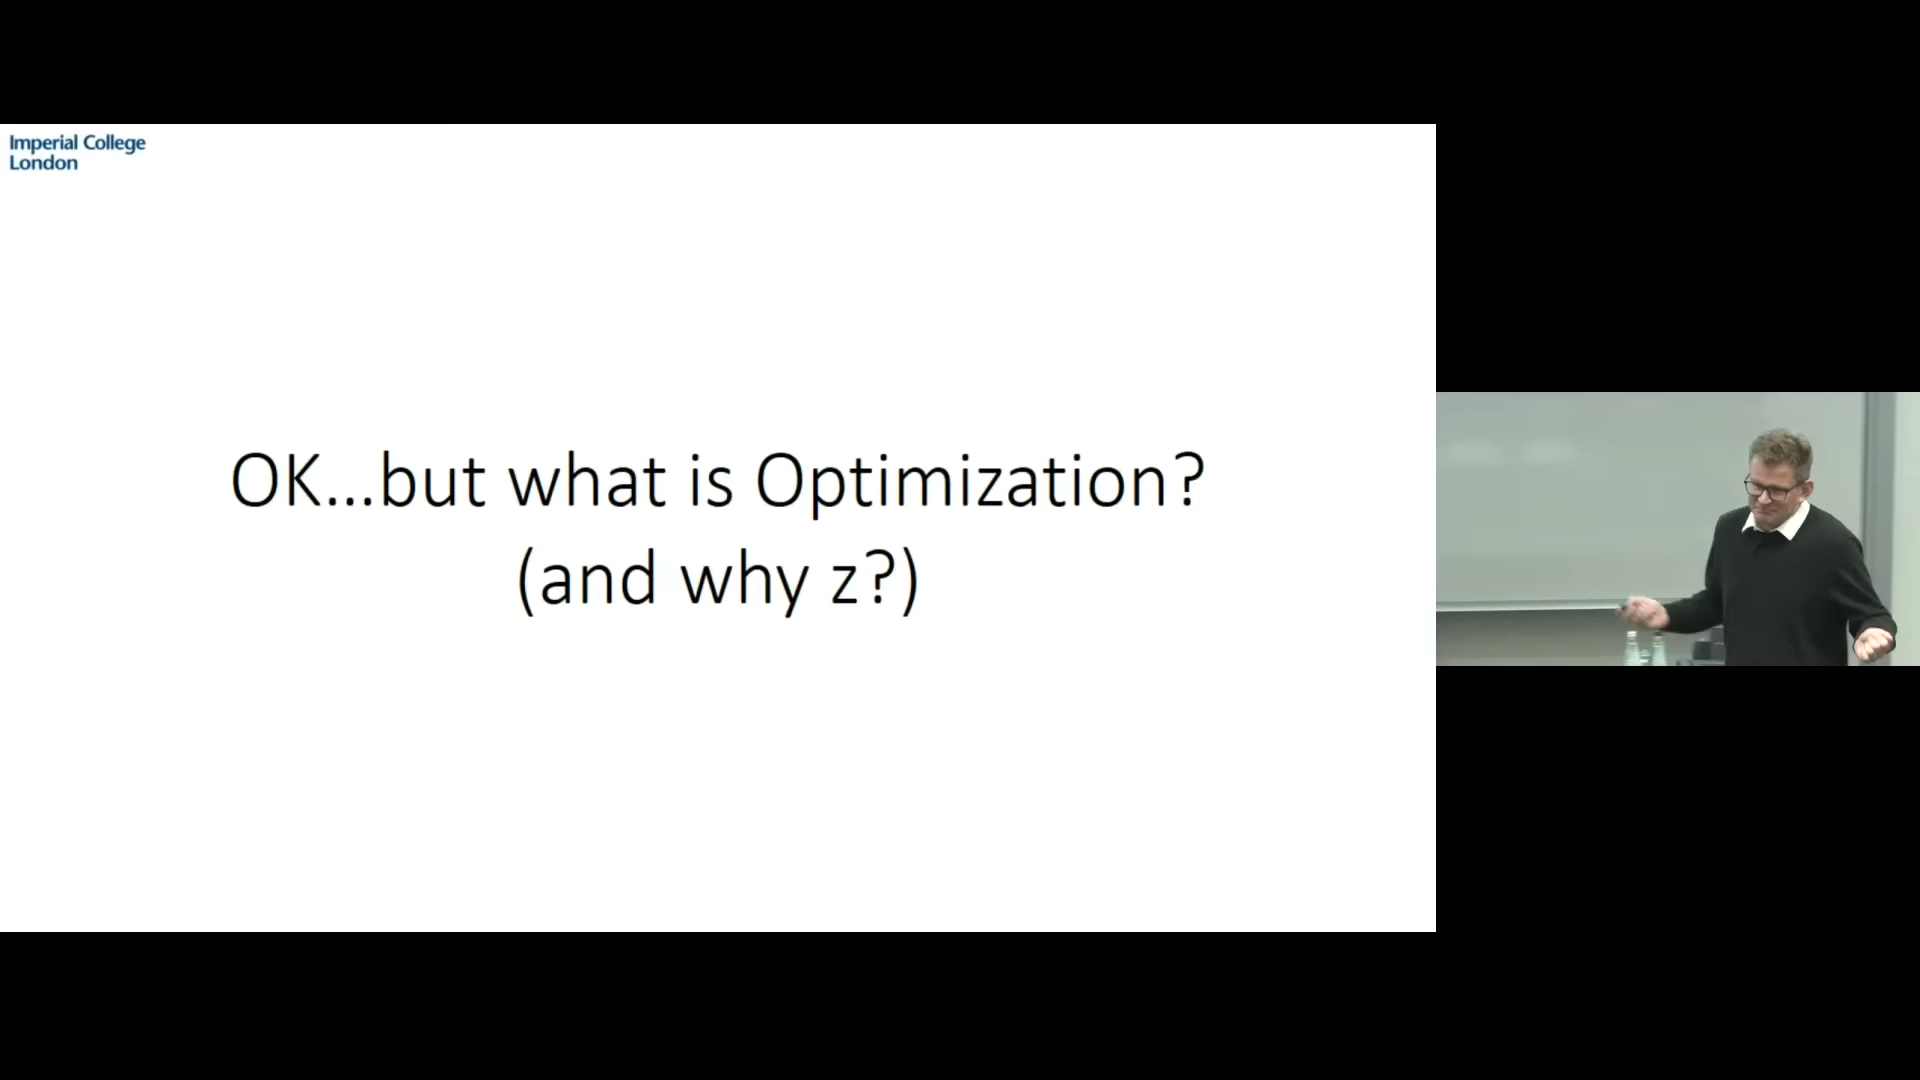 Imperial College
London
OK...but what is Optimization?
(and why z?)